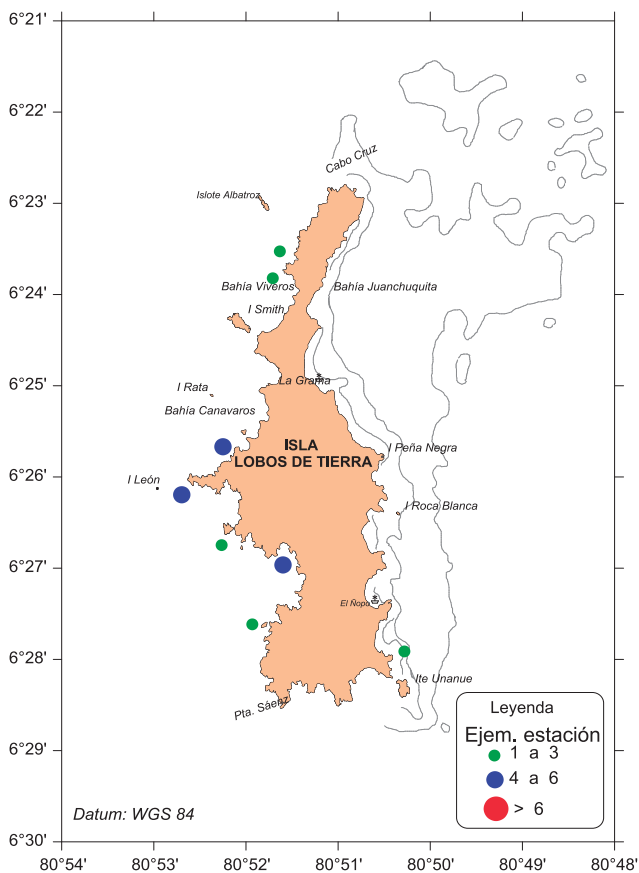 6°21'
6°22'
Cabo Cruz
Islote Albatroz
6°23'
Bahía Viveros
Bahía Juanchuquita
6°24'
I Smith
La Grama
6°25'
I Rata
Bahía Canavaros
ISLA
LOBOS DE TIERRA
I Peña Negra
6°26'
I León
I Roca Blanca
6°27'
El Ñopo
6°28'
Ite Unanue
Pta. Sáenz
6°29'
Leyenda
Ejem. estación
1 a 3
4 a 6
> 6
Datum: WGS 84
6°30'
80°54' 80°53' 80°52' 80°51' 80°50' 80°49' 80°48'